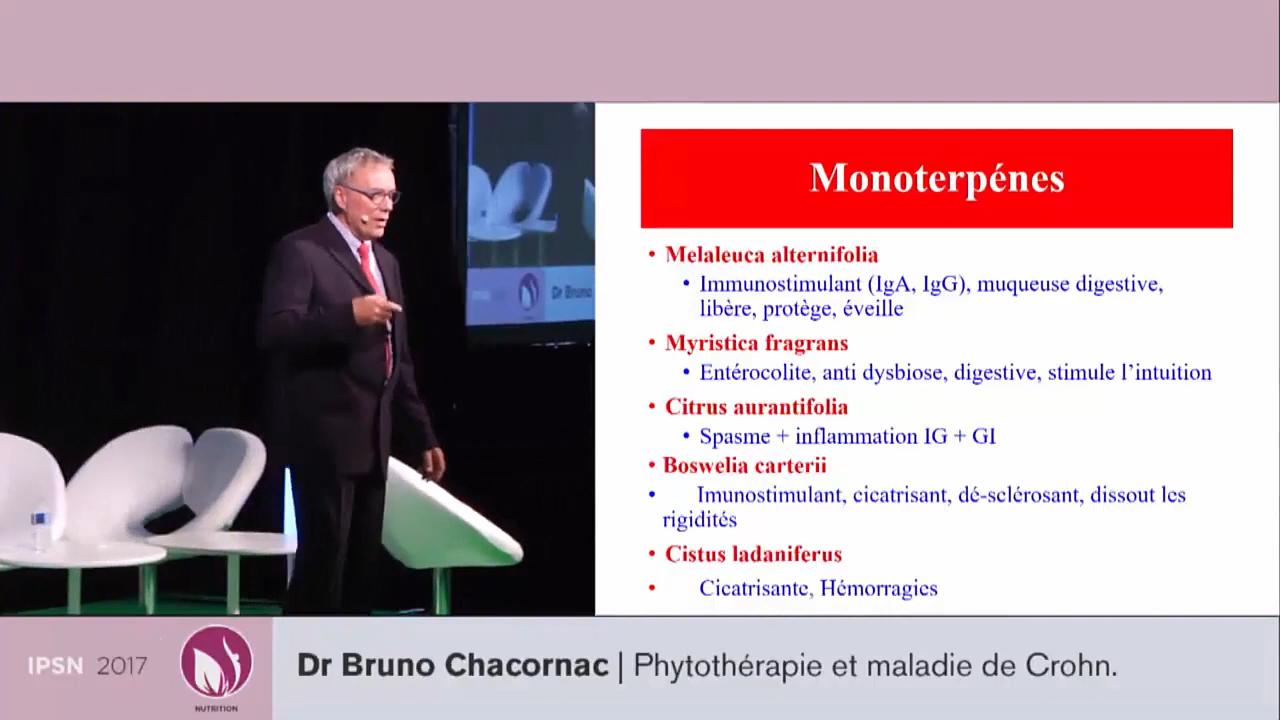 Monoterpénes
• Melaleuca alternifolia
• Immunostimulant (IgA, IgG), muqueuse digestive,
libère, protège, éveille
• Myristica fragrans
• Entérocolite, anti dysbiose, digestive, stimule l’intuition
• Citrus aurantifolia
• Spasme + inflammation IG + GI
• Boswelia carterii
• Imunostimulant, cicatrisant, dé-sclérosant, dissout les
rigidités
• Cistus ladaniferus
• Cicatrisante, Hémorragies
Dr Bruno
IPSN 2017
NUTRITION
Dr Bruno Chacornac | Phytothérapie et maladie de Crohn.